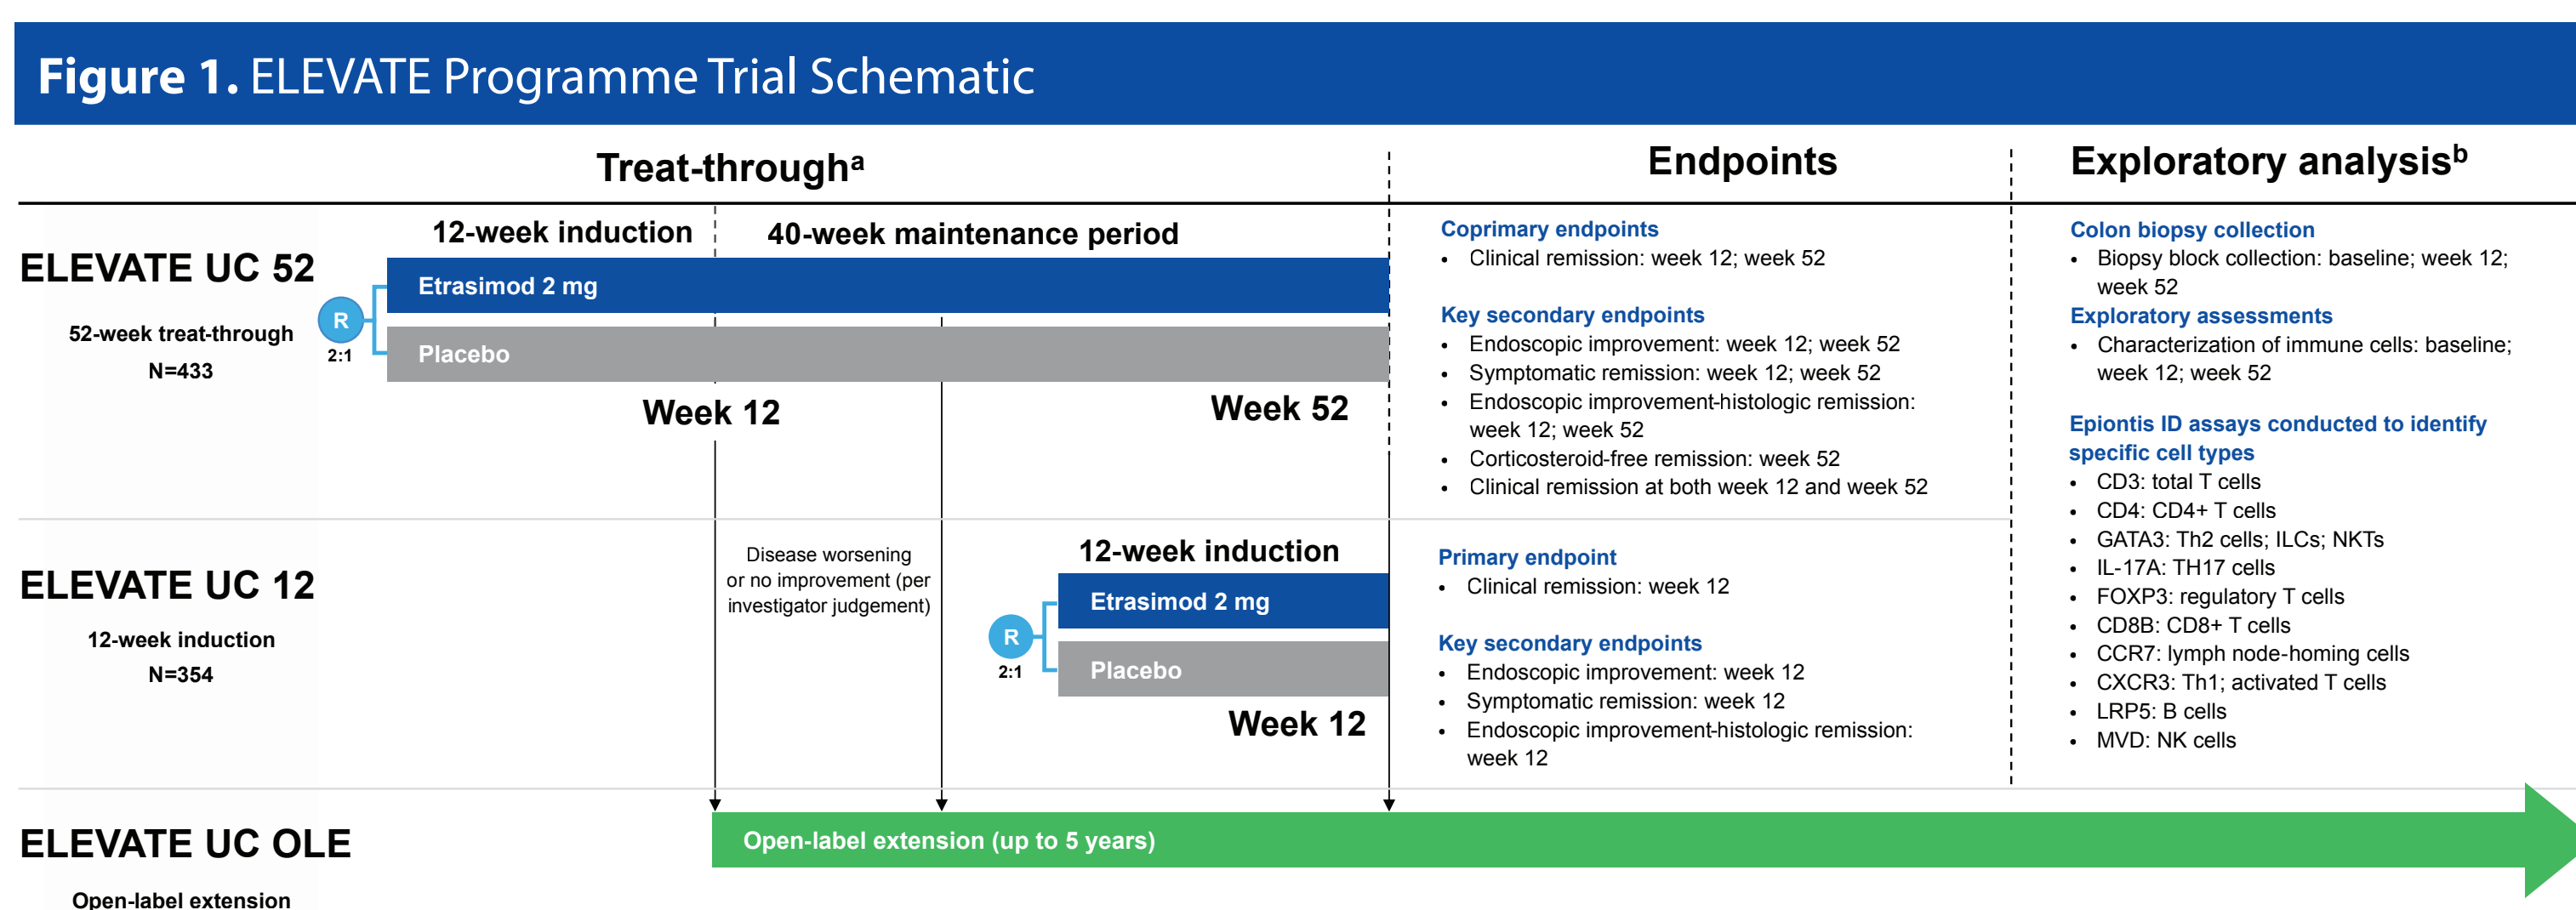 Figure 1. ELEVATE Programme Trial Schematic
Treat-throughᵃ
Endpoints
Exploratory analysisᵇ
12-week induction
40-week maintenance period
ELEVATE UC 52
52-week treat-through
N=433
R
2:1
Etrasimod 2 mg
Placebo
Week 12
Week 52
Coprimary endpoints
• Clinical remission: week 12; week 52
Key secondary endpoints
• Endoscopic improvement: week 12; week 52
• Symptomatic remission: week 12; week 52
• Endoscopic improvement-histologic remission:
week 12; week 52
• Corticosteroid-free remission: week 52
• Clinical remission at both week 12 and week 52
Colon biopsy collection
• Biopsy block collection: baseline; week 12;
week 52
Exploratory assessments
• Characterization of immune cells: baseline;
week 12; week 52
Epiontis ID assays conducted to identify
specific cell types
• CD3: total T cells
• CD4: CD4+ T cells
• GATA3: Th2 cells; ILCs; NKTs
• IL-17A: TH17 cells
• FOXP3: regulatory T cells
• CD8B: CD8+ T cells
• CCR7: lymph node-homing cells
• CXCR3: Th1; activated T cells
• LRP5: B cells
• MVD: NK cells
ELEVATE UC 12
12-week induction
N=354
Disease worsening
or no improvement (per
investigator judgement)
12-week induction
R
2:1
Etrasimod 2 mg
Placebo
Week 12
Primary endpoint
• Clinical remission: week 12
Key secondary endpoints
• Endoscopic improvement: week 12
• Symptomatic remission: week 12
• Endoscopic improvement-histologic remission:
week 12
ELEVATE UC OLE
Open-label extension
Open-label extension (up to 5 years)